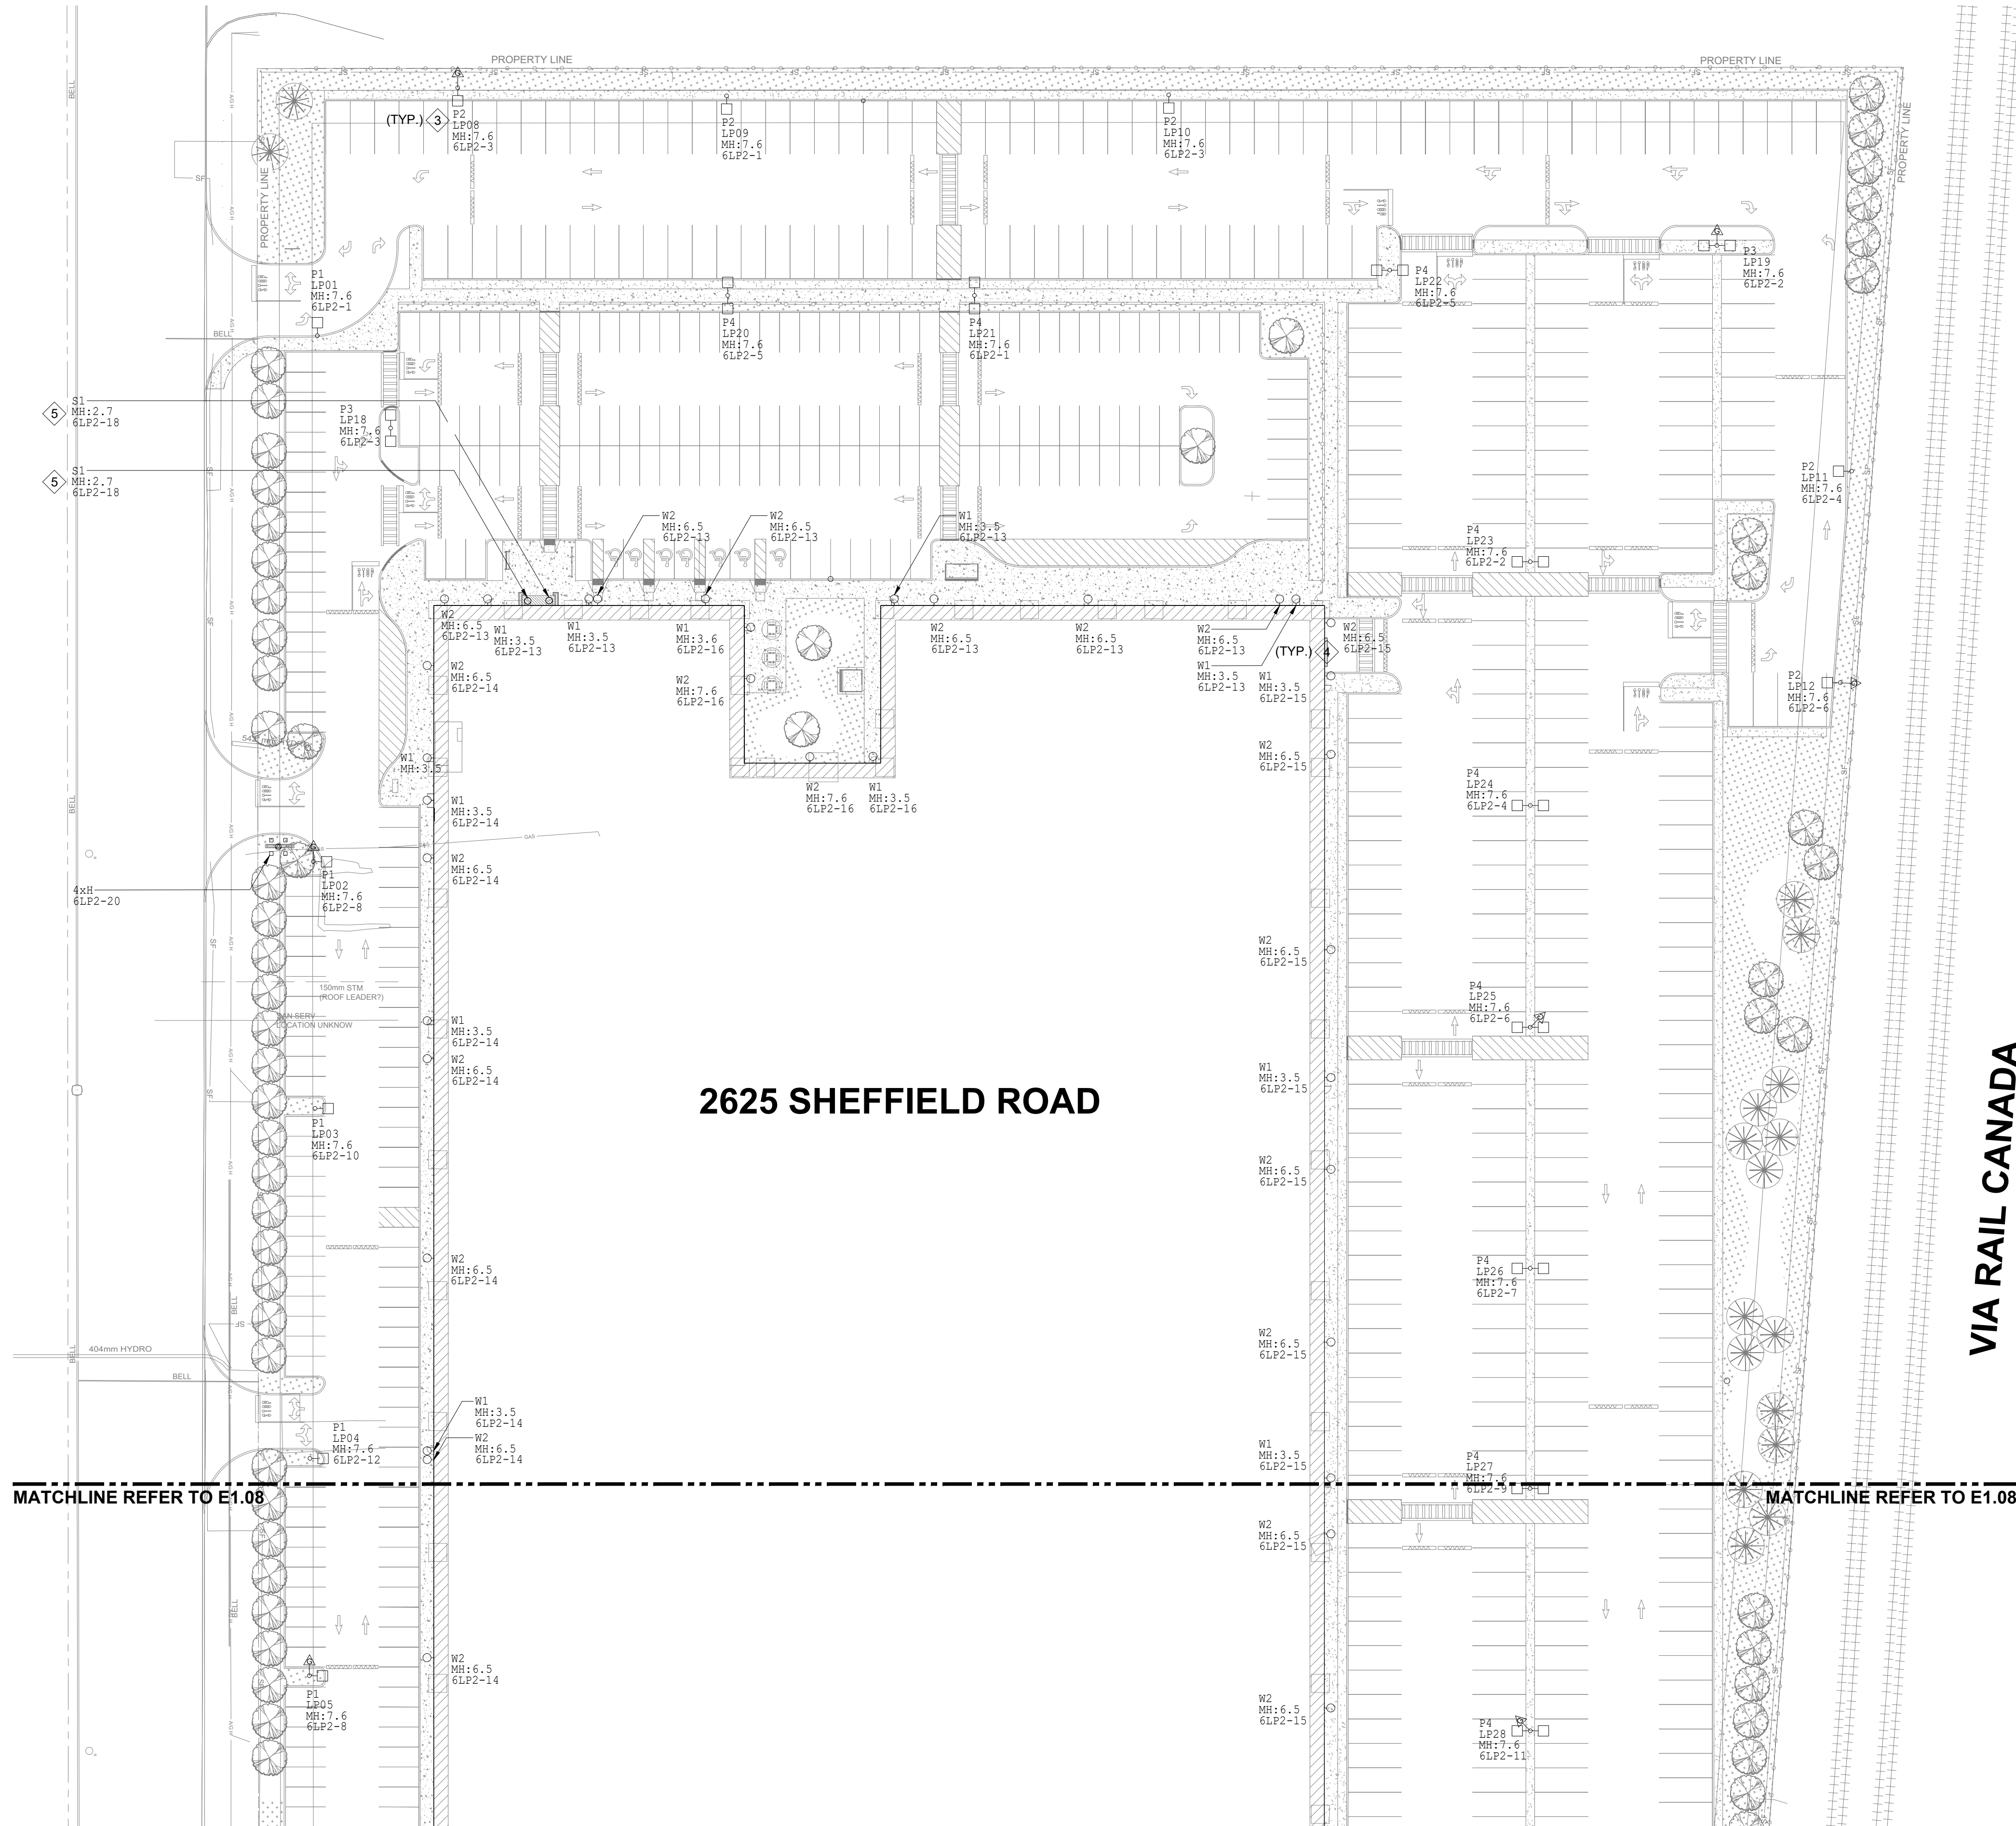 PROPERTY LINE
PROPERTY LINE
PROPERTY LINE
PROPERTY LINE
BELL
(TYP.) 3
P2
LP08
MH:7.6
6LP2-3
P2
LP09
MH:7.6
6LP2-1
P2
LP10
MH:7.6
6LP2-3
SF
P1
LP01
MH:7.6
6LP2-1
BELL
P4
LP20
MH:7.6
6LP2-5
P4
LP21
MH:7.6
6LP2-1
P4
LP22
MH:7.6
6LP2-5
P3
LP19
MH:7.6
6LP2-2
5
S1
MH:2.7
6LP2-18
P3
LP18
MH:7.6
6LP2-3
5
S1
MH:2.7
6LP2-18
P2
LP11
MH:7.6
6LP2-4
W2
MH:6.5
6LP2-13
W2
MH:6.5
6LP2-13
W1
MH:3.5
6LP2-13
P4
LP23
MH:7.6
6LP2-2
W2
MH:6.5
6LP2-13
W1
MH:3.5
6LP2-13
W1
MH:3.5
6LP2-13
W1
MH:3.6
6LP2-16
W2
MH:6.5
6LP2-13
W2
MH:6.5
6LP2-13
W2
MH:6.5
6LP2-13
W2
MH:6.5
6LP2-15
(TYP.) 4
W1
MH:3.5
6LP2-13
W1
MH:3.5
6LP2-15
W2
MH:6.5
6LP2-14
W2
MH:7.6
6LP2-16
P2
LP12
MH:7.6
6LP2-6
W1
MH:3.5
W2
MH:6.5
6LP2-15
W2
MH:7.6
6LP2-16
W1
MH:3.5
6LP2-16
P4
LP24
MH:7.6
6LP2-4
BELL
W1
MH:3.5
6LP2-14
GAS
W2
MH:6.5
6LP2-14
4xH
6LP2-20
P1
LP02
MH:7.6
6LP2-8
SF
W2
MH:6.5
6LP2-15
150mm STM
(ROOF LEADER?)
LOCATION UNKNOW
P4
LP25
MH:7.6
6LP2-6
W1
MH:3.5
6LP2-14
W2
MH:6.5
6LP2-14
W1
MH:3.5
6LP2-15
2625 SHEFFIELD ROAD
VIA RAIL CANADA
P1
LP03
MH:7.6
6LP2-10
W2
MH:6.5
6LP2-15
W2
MH:6.5
6LP2-14
P4
LP26
MH:7.6
6LP2-7
BELL
SF
404mm HYDRO
BELL
BELL
W2
MH:6.5
6LP2-15
W1
MH:3.5
6LP2-14
P1
LP04
MH:7.6
6LP2-12
W2
MH:6.5
6LP2-14
W1
MH:3.5
6LP2-15
P4
LP27
MH:7.6
6LP2-9
MATCHLINE REFER TO E1.08
MATCHLINE REFER TO E1.08
W2
MH:6.5
6LP2-15
BELL
W2
MH:6.5
6LP2-14
P1
LP05
MH:7.6
6LP2-8
W2
MH:6.5
6LP2-15
P4
LP28
MH:7.6
6LP2-11